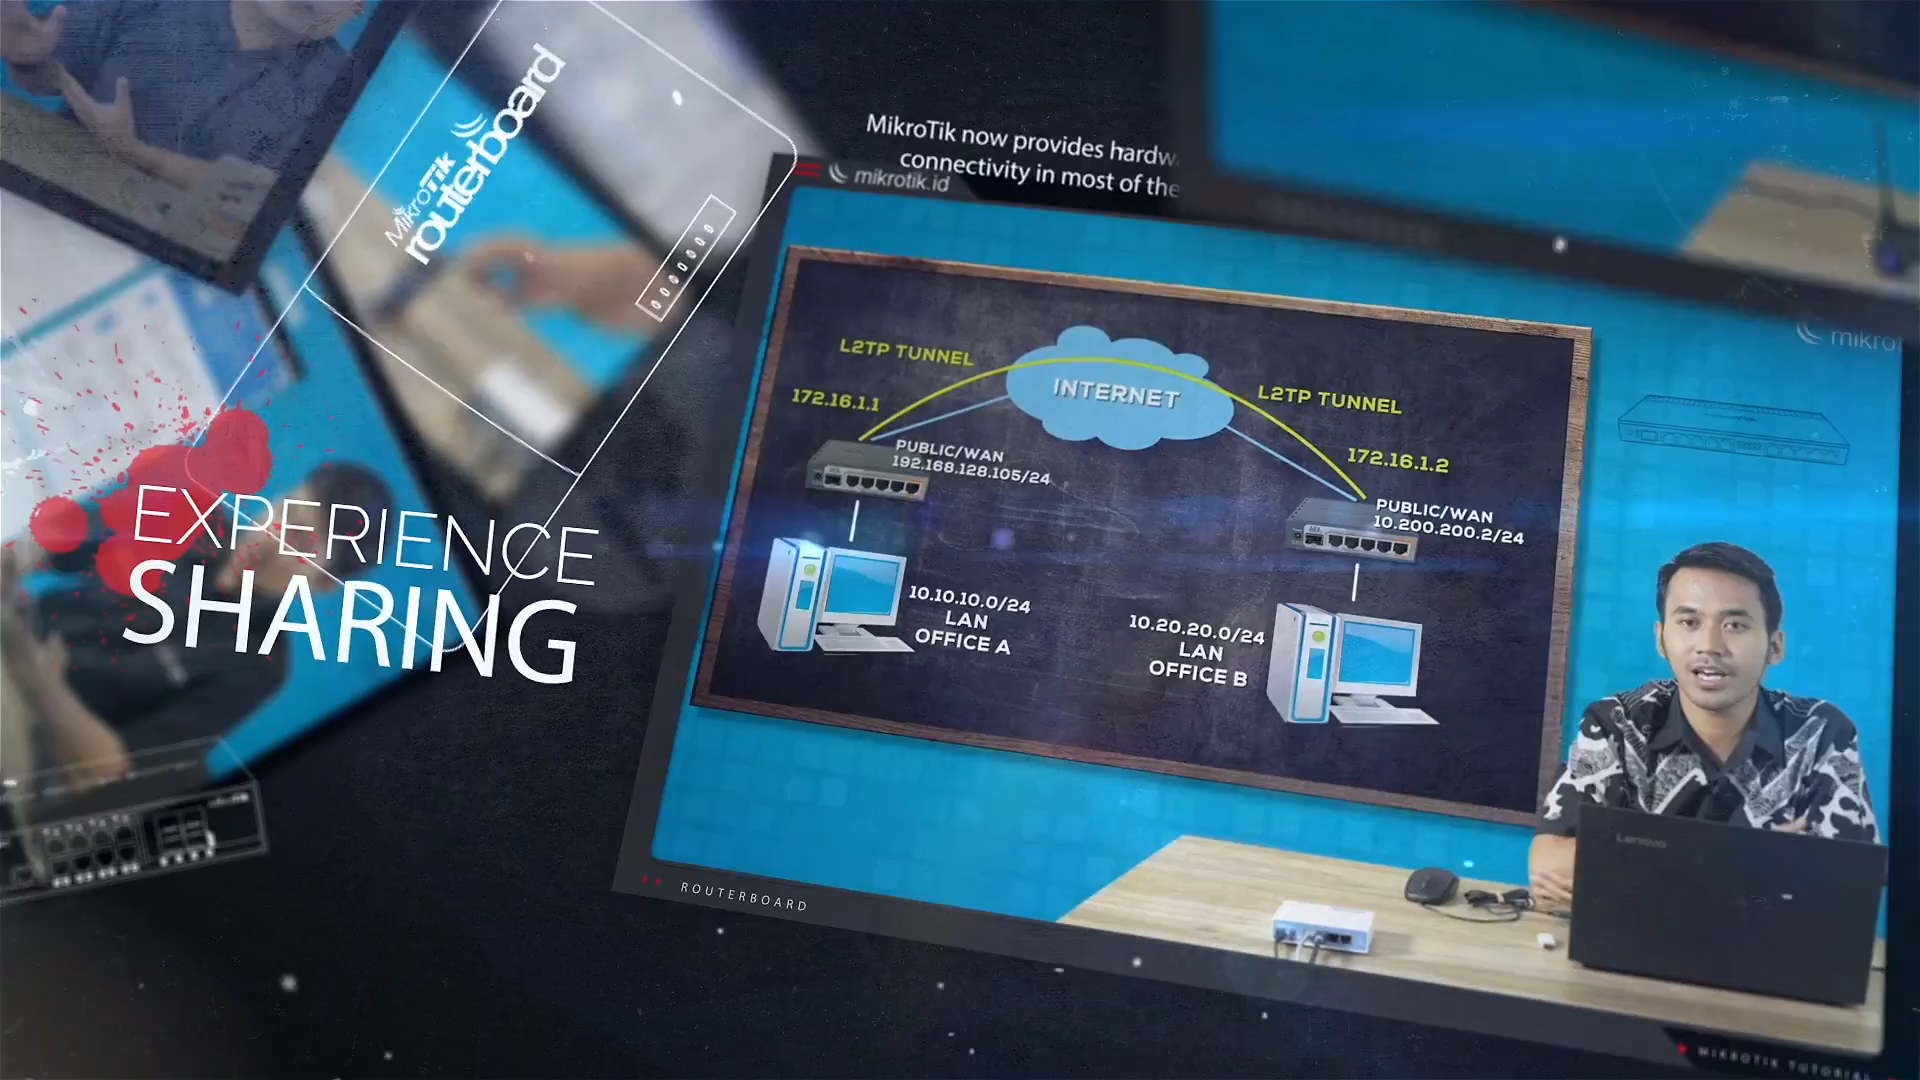 MikroTik
routerboard
MikroTik now provides hardw
connectivity in most of the
mikrotik.id
mikro
L2TP TUNNEL
INTERNET
L2TP TUNNEL
172.16.1.1
172.16.1.2
PUBLIC/WAN
192.168.128.105/24
PUBLIC/WAN
10.200.200.2/24
EXPERIENCE
SHARING
10.10.10.0/24
LAN
OFFICE A
10.20.20.0/24
LAN
OFFICE B
Lenovo
ROUTERBOARD
MIKROTIK TUTORIAL